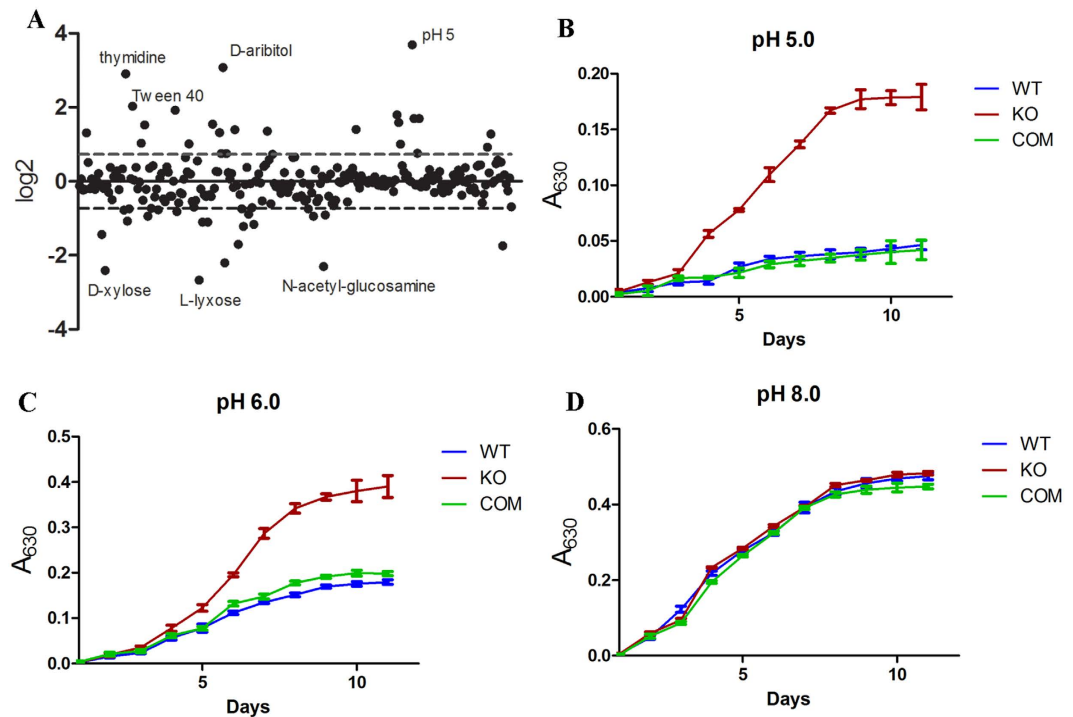 A
4
2
0
-2
-4
log2
thymidine
D-aribitol
pH 5
Tween 40
D-xylose
L-lyxose
N-acetyl-glucosamine
B
pH 5.0
0.20
0.15
0.10
0.05
0.00
A630
5
10
Days
WT
KO
COM
C
pH 6.0
0.5
0.4
0.3
0.2
0.1
0.0
A630
5
10
Days
WT
KO
COM
D
pH 8.0
0.6
0.4
0.2
0.0
A630
5
10
Days
WT
KO
COM